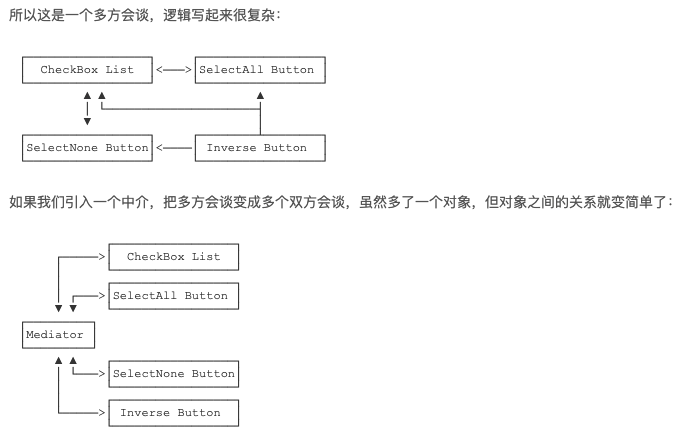 所以这是一个多方会谈，逻辑写起来很复杂：
CheckBox List
SelectAll Button
SelectNone Button
Inverse Button
如果我们引入一个中介，把多方会谈变成多个双方会谈，虽然多了一个对象，但对象之间的关系就变简单了：
CheckBox List
SelectAll Button
Mediator
SelectNone Button
Inverse Button